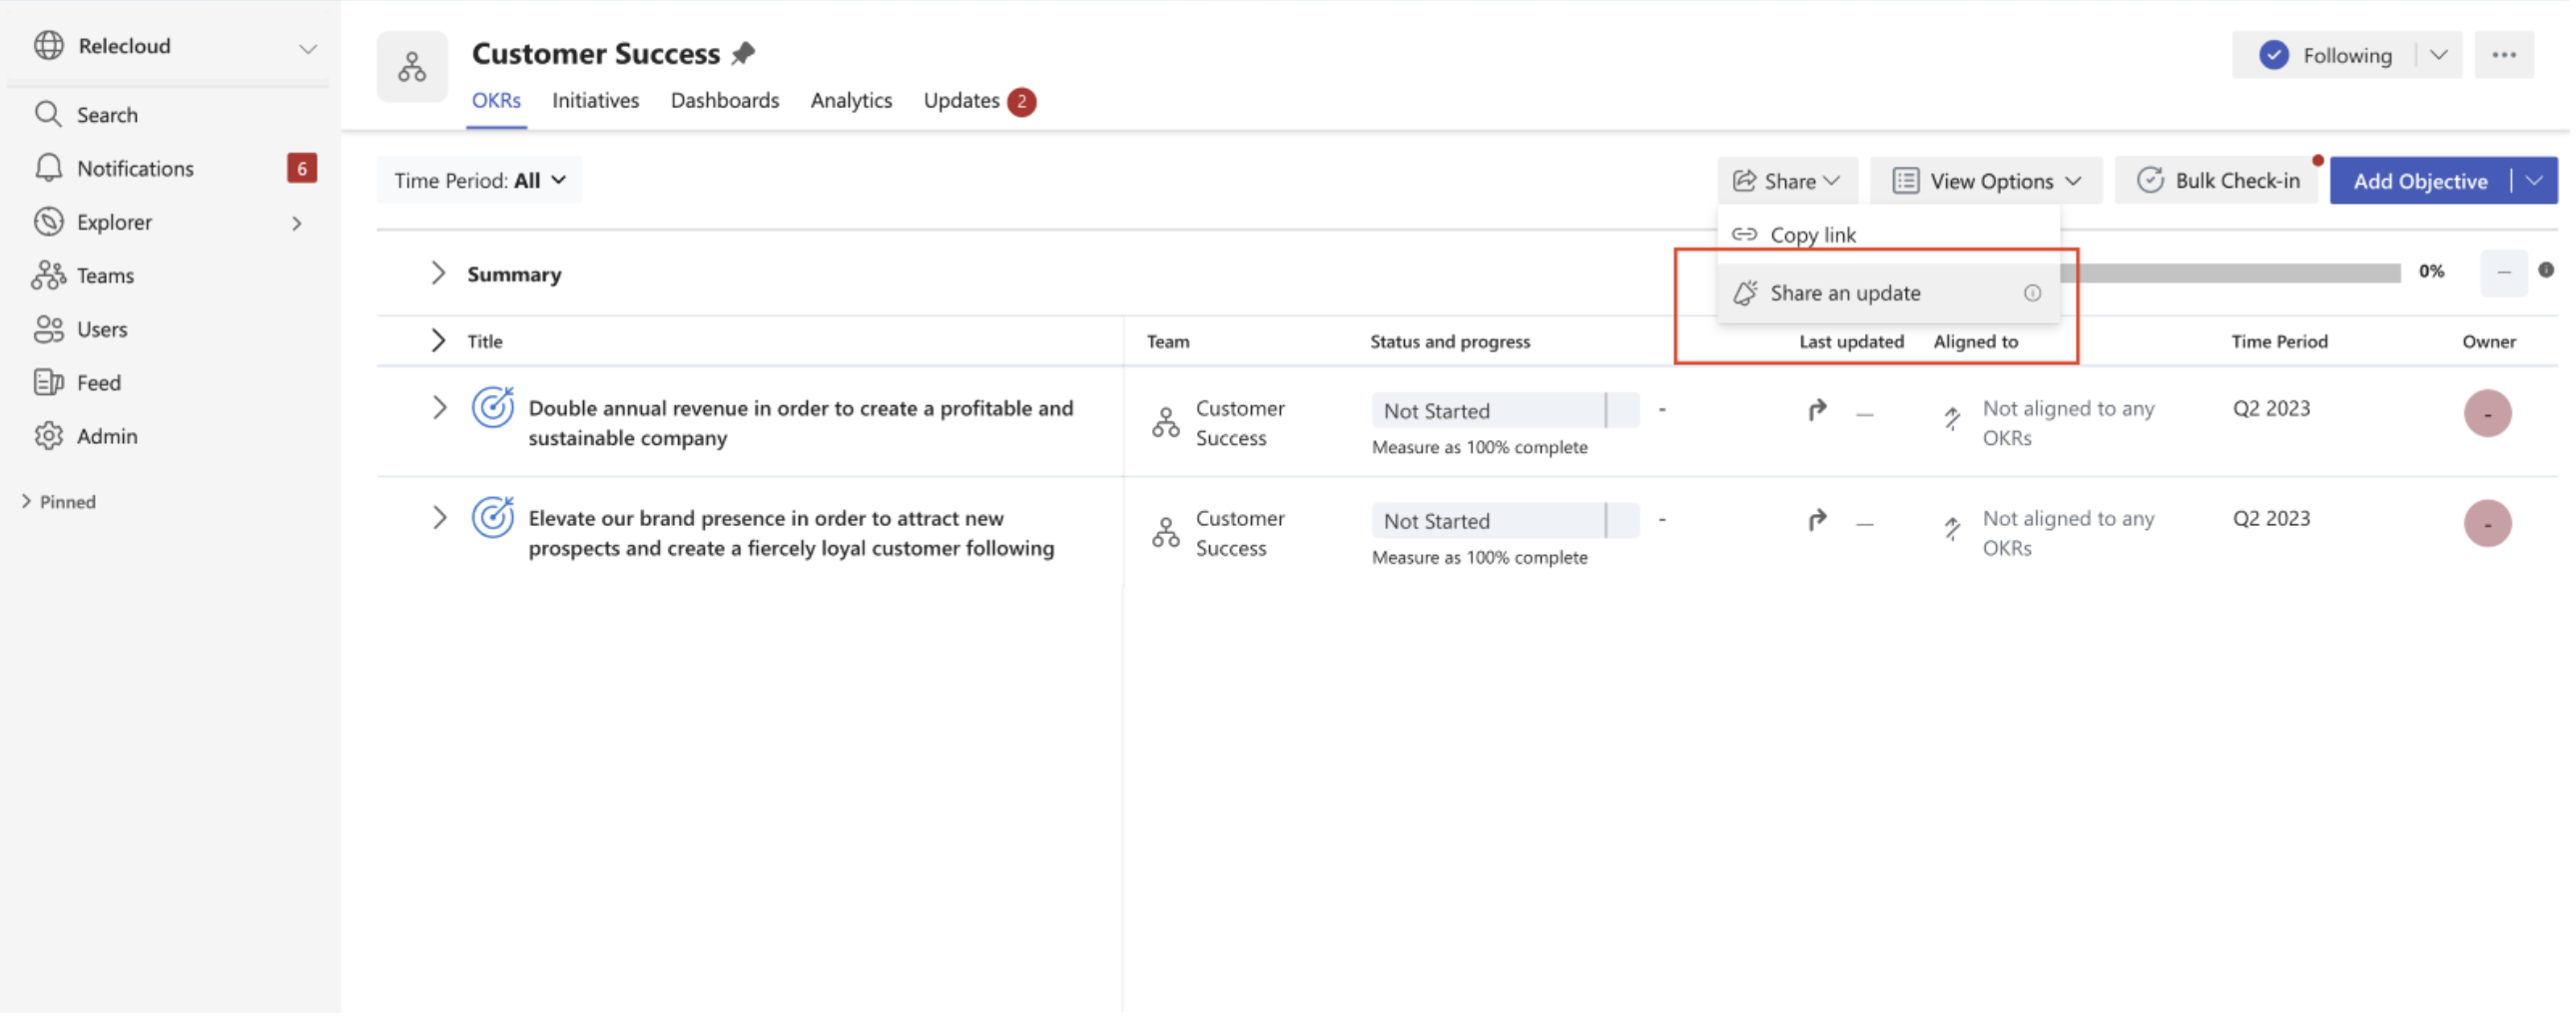 Relecloud
Search
Notifications 6
Explorer
Teams
Users
Feed
Admin
Pinned
Customer Success
OKRs Initiatives Dashboards Analytics Updates 2
Following
Time Period: All
Share View Options Bulk Check-in Add Objective
Copy link
Share an update
Summary 0%
Title Team Status and progress Last updated Aligned to Time Period Owner
Double annual revenue in order to create a profitable and
sustainable company
Customer
Success
Not Started -
Measure as 100% complete
—
Not aligned to any
OKRs
Q2 2023
-
Elevate our brand presence in order to attract new
prospects and create a fiercely loyal customer following
Customer
Success
Not Started -
Measure as 100% complete
—
Not aligned to any
OKRs
Q2 2023
-